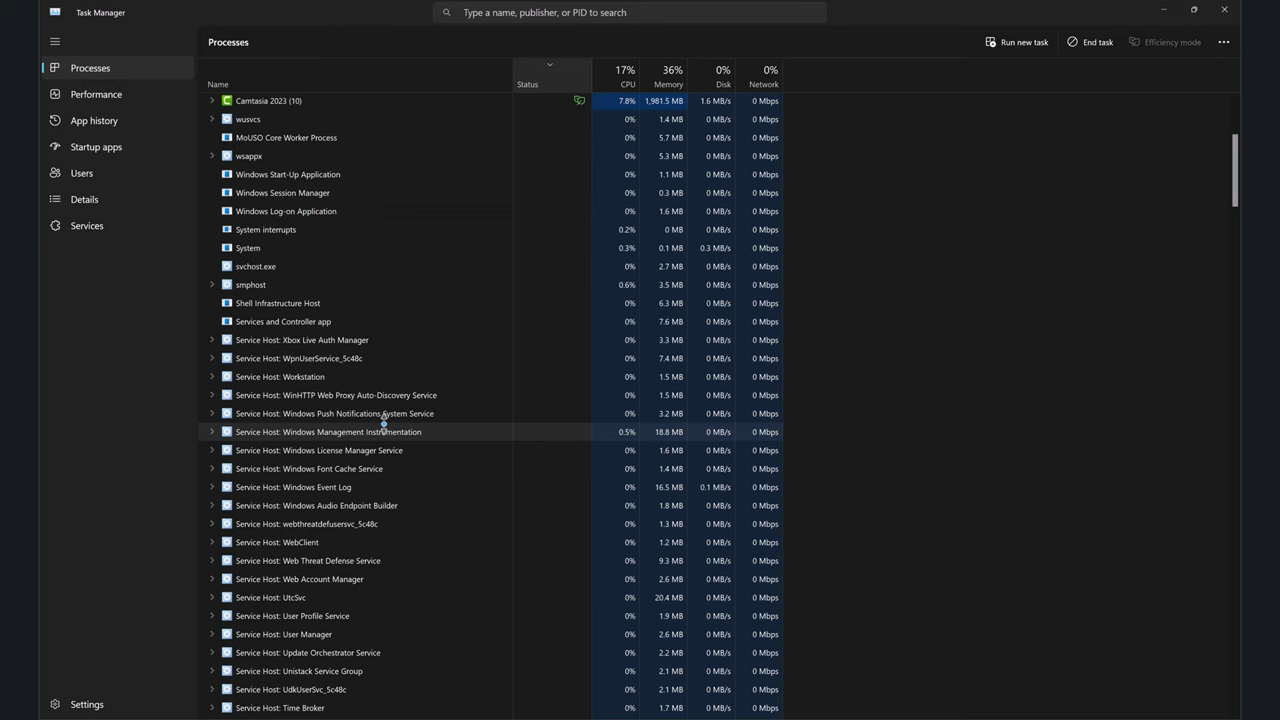 Task Manager
Type a name, publisher, or PID to search
Processes
Run new task
End task
Efficiency mode
Processes
Performance
App history
Startup apps
Users
Details
Services
Settings
17% 36% 0% 0%
Name Status CPU Memory Disk Network
Camtasia 2023 (10) 7.8% 1,981.5 MB 1.6 MB/s 0 Mbps
wusvcs 0% 1.4 MB 0 MB/s 0 Mbps
MoUSO Core Worker Process 0% 5.7 MB 0 MB/s 0 Mbps
wsappx 0% 5.3 MB 0 MB/s 0 Mbps
Windows Start-Up Application 0% 1.1 MB 0 MB/s 0 Mbps
Windows Session Manager 0% 0.3 MB 0 MB/s 0 Mbps
Windows Log-on Application 0% 1.6 MB 0 MB/s 0 Mbps
System interrupts 0.2% 0 MB 0 MB/s 0 Mbps
System 0.3% 0.1 MB 0.3 MB/s 0 Mbps
svchost.exe 0% 2.7 MB 0 MB/s 0 Mbps
smphost 0.6% 3.5 MB 0 MB/s 0 Mbps
Shell Infrastructure Host 0% 6.3 MB 0 MB/s 0 Mbps
Services and Controller app 0% 7.6 MB 0 MB/s 0 Mbps
Service Host: Xbox Live Auth Manager 0% 3.3 MB 0 MB/s 0 Mbps
Service Host: WpnUserService_5c48c 0% 7.4 MB 0 MB/s 0 Mbps
Service Host: Workstation 0% 1.5 MB 0 MB/s 0 Mbps
Service Host: WinHTTP Web Proxy Auto-Discovery Service 0% 1.5 MB 0 MB/s 0 Mbps
Service Host: Windows Push Notifications System Service 0% 3.2 MB 0 MB/s 0 Mbps
Service Host: Windows Management Instrumentation 0.5% 18.8 MB 0 MB/s 0 Mbps
Service Host: Windows License Manager Service 0% 1.6 MB 0 MB/s 0 Mbps
Service Host: Windows Font Cache Service 0% 1.4 MB 0 MB/s 0 Mbps
Service Host: Windows Event Log 0% 16.5 MB 0.1 MB/s 0 Mbps
Service Host: Windows Audio Endpoint Builder 0% 1.8 MB 0 MB/s 0 Mbps
Service Host: webthreatdefusersvc_5c48c 0% 1.3 MB 0 MB/s 0 Mbps
Service Host: WebClient 0% 1.2 MB 0 MB/s 0 Mbps
Service Host: Web Threat Defense Service 0% 9.3 MB 0 MB/s 0 Mbps
Service Host: Web Account Manager 0% 2.6 MB 0 MB/s 0 Mbps
Service Host: UtcSvc 0% 20.4 MB 0 MB/s 0 Mbps
Service Host: User Profile Service 0% 1.9 MB 0 MB/s 0 Mbps
Service Host: User Manager 0% 2.6 MB 0 MB/s 0 Mbps
Service Host: Update Orchestrator Service 0% 2.2 MB 0 MB/s 0 Mbps
Service Host: Unistack Service Group 0% 2.1 MB 0 MB/s 0 Mbps
Service Host: UdkUserSvc_5c48c 0% 2.1 MB 0 MB/s 0 Mbps
Service Host: Time Broker 0% 1.7 MB 0 MB/s 0 Mbps